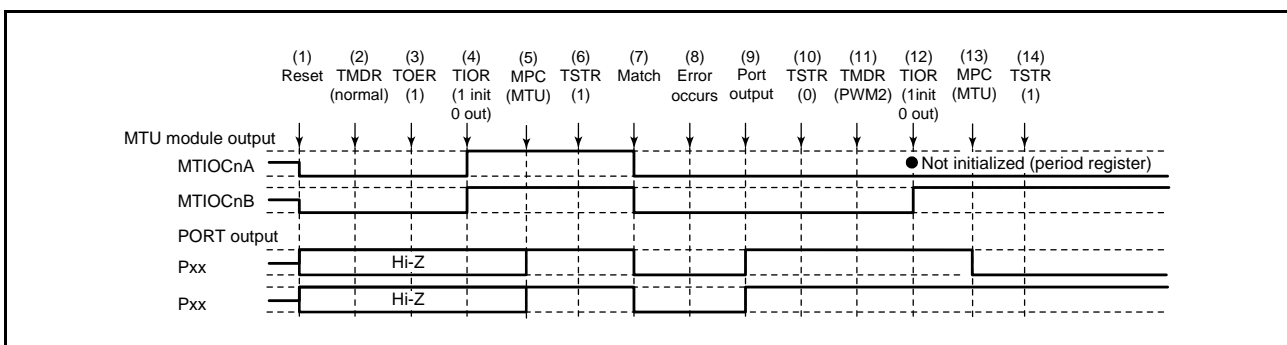 (1) (2) (3) (4) (5) (6) (7) (8) (9) (10) (11) (12) (13) (14)
Reset TMDR TOER TIOR MPC TSTR Match Error Port TSTR TMDR TIOR MPC TSTR
(normal) (1) (1 init (MTU) (1) occurs output (0) (PWM2) (1init (MTU) (1)
0 out) 0 out)
MTU module output
MTIOCnA Not initialized (period register)
MTIOCnB
PORT output
Pxx Hi-Z
Pxx Hi-Z